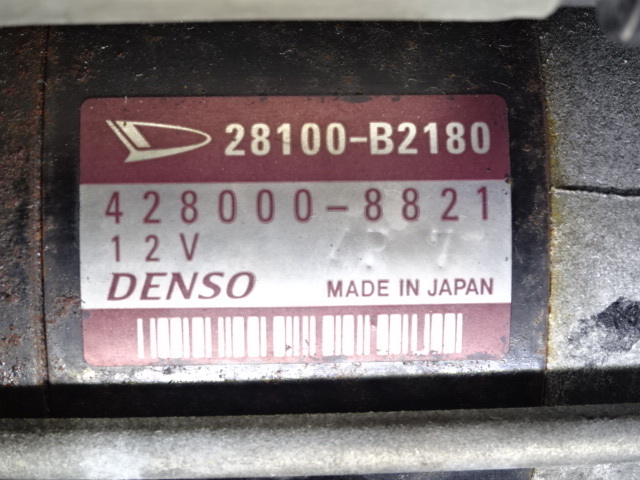 28100-B2180
428000-8821
12V
DENSO MADE IN JAPAN